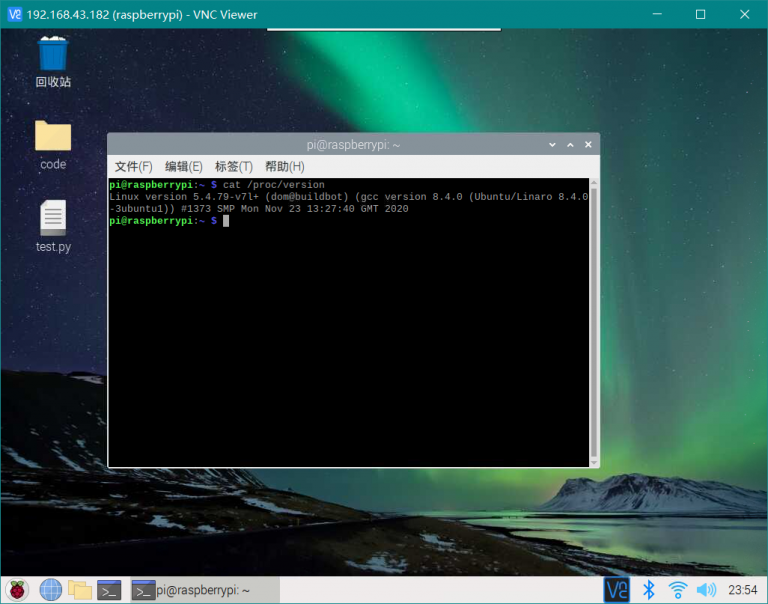 192.168.43.182 (raspberrypi) - VNC Viewer
回收站
code
test.py
pi@raspberrypi: ~
文件(F) 编辑(E) 标签(T) 帮助(H)
pi@raspberrypi:~ $ cat /proc/version
Linux version 5.4.79-v7l+ (dom@buildbot) (gcc version 8.4.0 (Ubuntu/Linaro 8.4.0
-3ubuntu1)) #1373 SMP Mon Nov 23 13:27:40 GMT 2020
pi@raspberrypi:~ $
pi@raspberrypi: ~
23:54